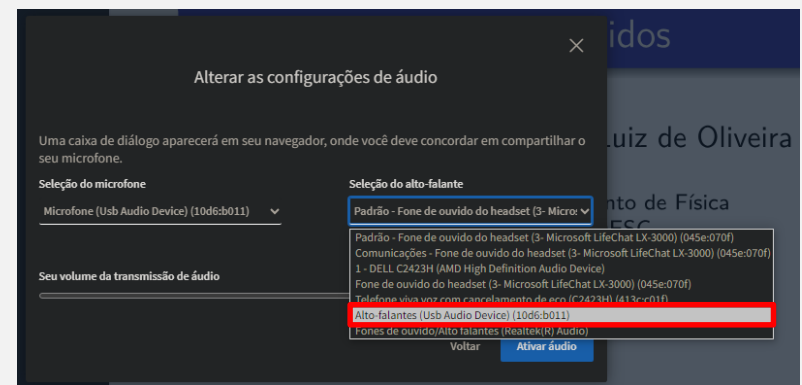 idos
Alterar as configurações de áudio
Uma caixa de diálogo aparecerá em seu navegador, onde você deve concordar em compartilhar o
seu microfone.
Luiz de Oliveira
Seleção do microfone
Seleção do alto-falante
Microfone (Usb Audio Device) (10d6:b011)
Padrão - Fone de ouvido do headset (3- Micro
nto de Física
Padrão - Fone de ouvido do headset (3- Microsoft LifeChat LX-3000) (045e:070f)
Comunicações - Fone de ouvido do headset (3- Microsoft LifeChat LX-3000) (045e:070f)
1 - DELL C2423H (AMD High Definition Audio Device)
Fone de ouvido do headset (3- Microsoft LifeChat LX-3000) (045e:070f)
Seu volume da transmissão de áudio
Telefone viva voz com cancelamento de eco (C2423H) (413c:c01f)
Alto-falantes (Usb Audio Device) (10d6:b011)
Fones de ouvido/Alto falantes (Realtek(R) Audio)
Voltar
Ativar áudio